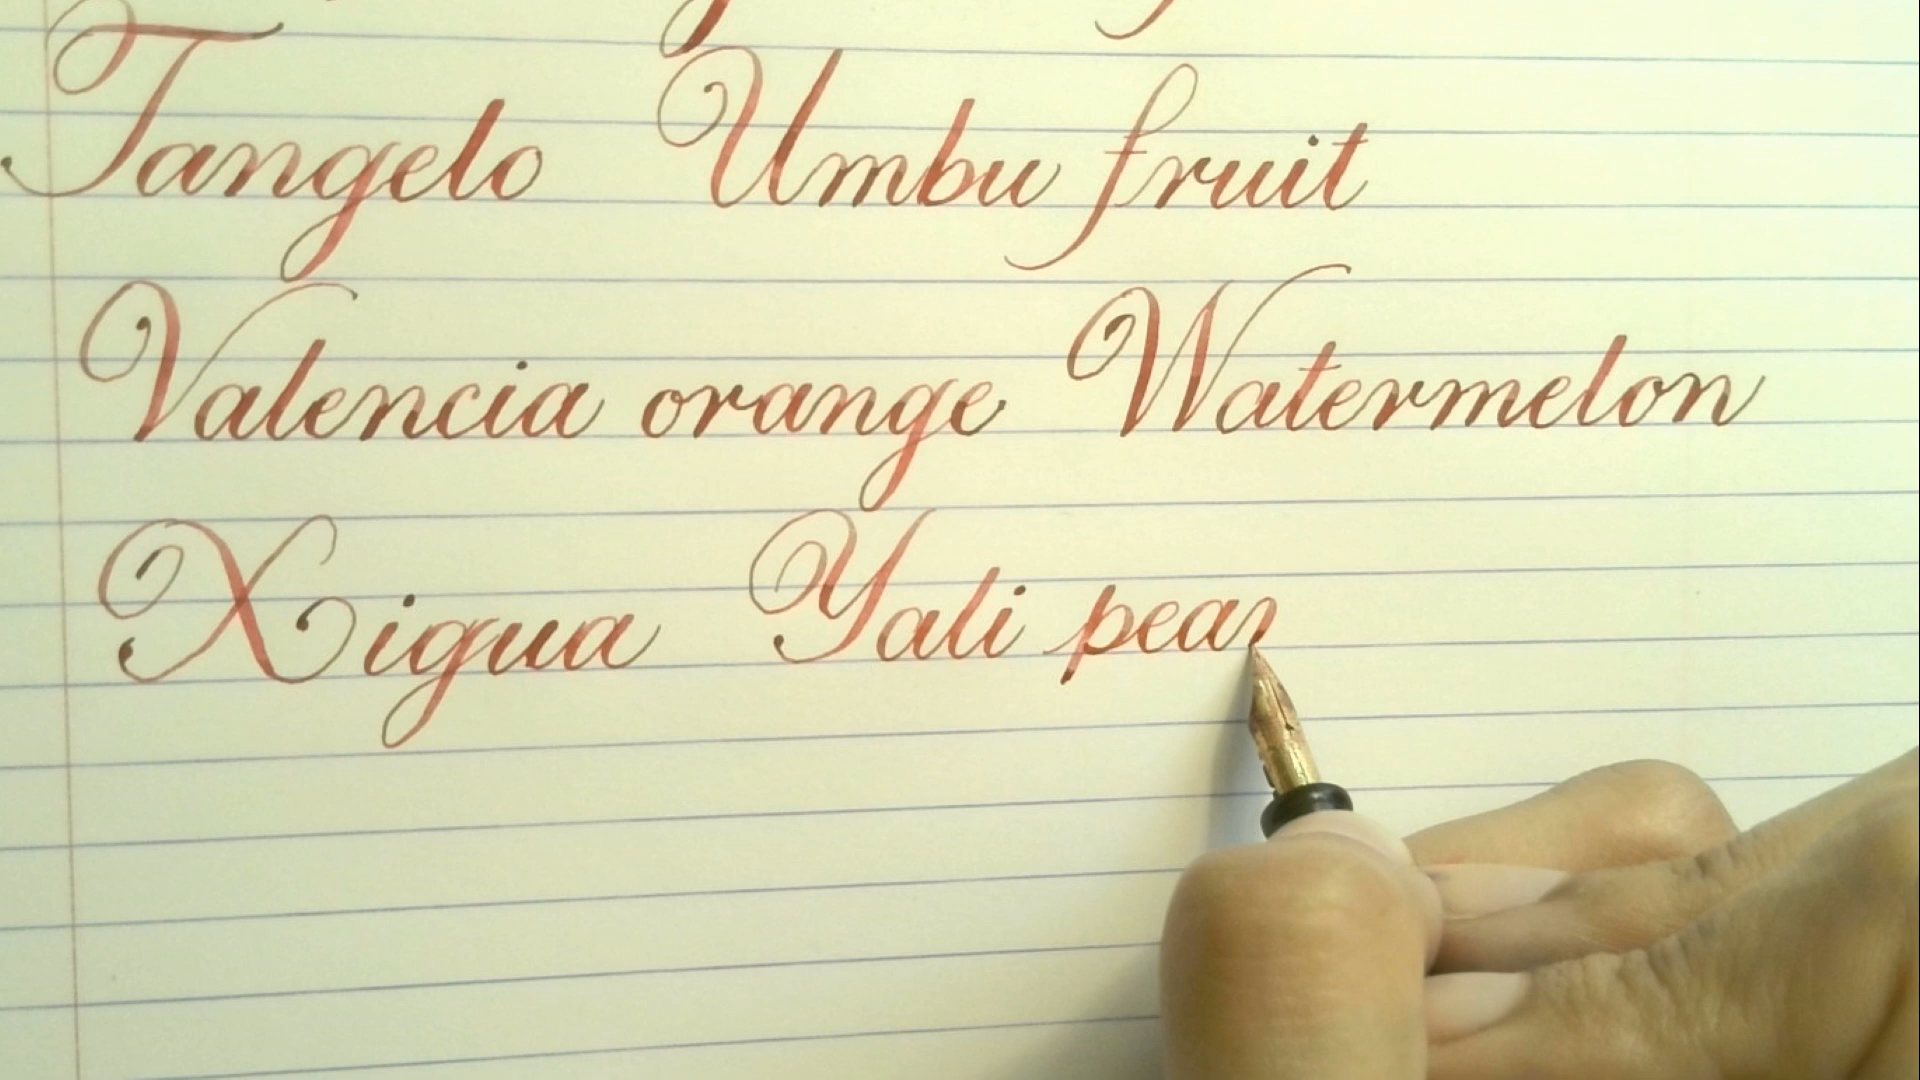 Tangelo Umbu fruit
Valencia orange Watermelon
Xigua Yali pear